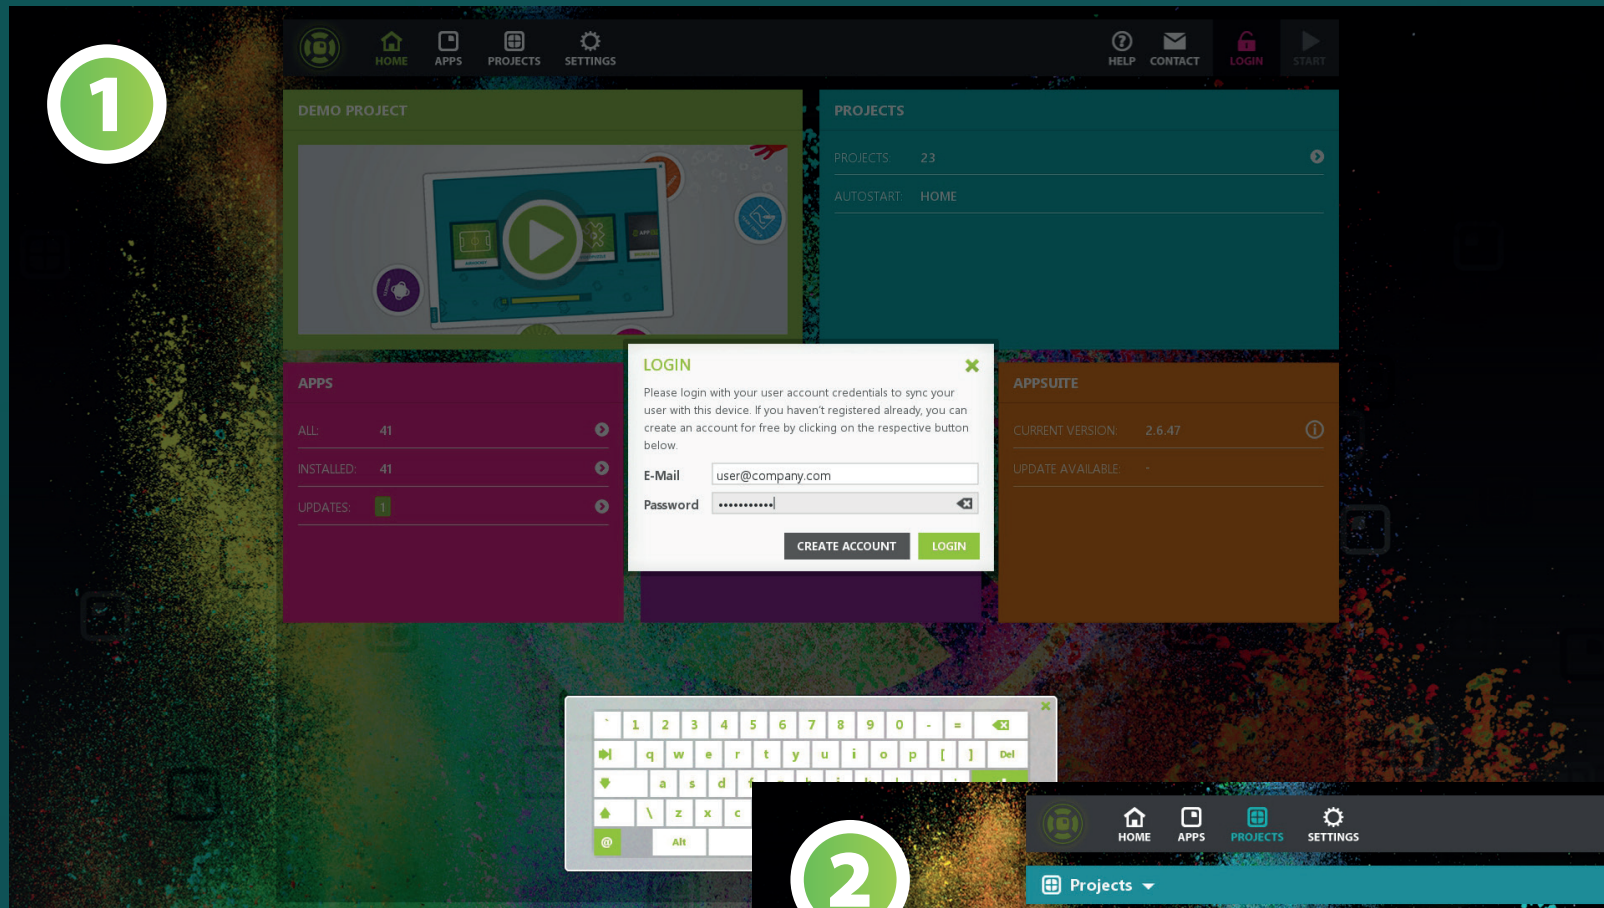 1
HOME APPS PROJECTS SETTINGS HELP CONTACT LOGIN START
DEMO PROJECT
PROJECTS
PROJECTS 23
AUTOSTART: HOME
APPS
ALL: 41
INSTALLED: 41
UPDATES: 1
LOGIN
Please login with your user account credentials to sync your
user with this device. If you haven't registered already, you can
create an account for free by clicking on the respective button
below.
E-Mail user@company.com
Password •••••••••••
CREATE ACCOUNT LOGIN
APPSUITE
CURRENT VERSION: 2.6.47
UPDATE AVAILABLE: -
` 1 2 3 4 5 6 7 8 9 0 - =
q w e r t y u i o p [ ] Del
a s d
\ z x c
@ Alt
2
HOME APPS PROJECTS SETTINGS
Projects